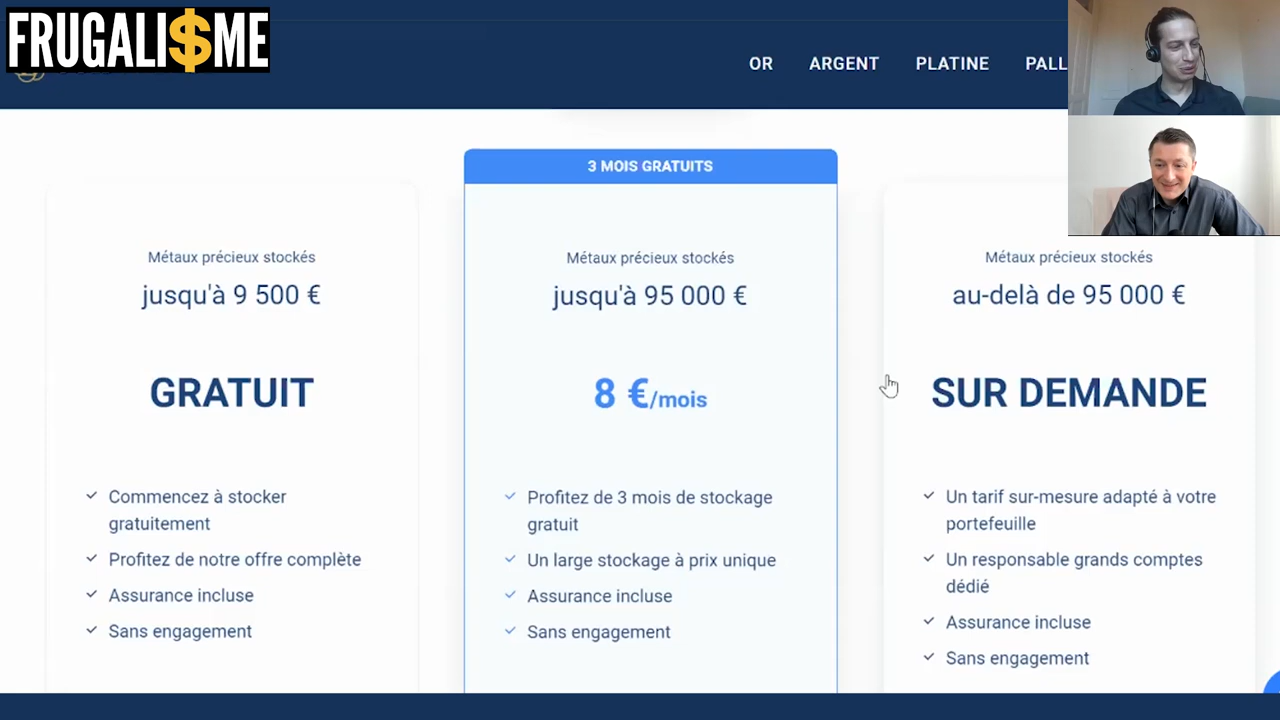 FRUGALI$ME
OR
ARGENT
PLATINE
PALL
3 MOIS GRATUITS
Métaux précieux stockés
jusqu'à 9 500 €
GRATUIT
Commencez à stocker
gratuitement
Profitez de notre offre complète
Assurance incluse
Sans engagement
Métaux précieux stockés
jusqu'à 95 000 €
8 €/mois
Profitez de 3 mois de stockage
gratuit
Un large stockage à prix unique
Assurance incluse
Sans engagement
Métaux précieux stockés
au-delà de 95 000 €
SUR DEMANDE
Un tarif sur-mesure adapté à votre
portefeuille
Un responsable grands comptes
dédié
Assurance incluse
Sans engagement